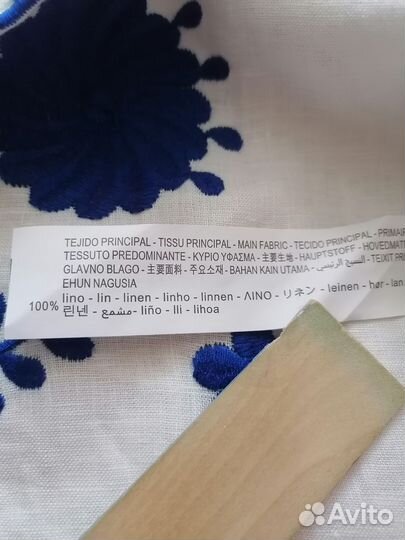 TEJIDO PRINCIPAL - TISSU PRINCIPAL - MAIN FABRIC - TECIDO PRINCIPAL - PRIMAIR
TESSUTO PREDOMINANTE - ΚΥΡΙΟ ΥΦΑΣΜΑ - 主要生地 - HAUPTSTOFF - HOVEDMATE
GLAVNO BLAGO - 主要面料 - 주요소재 - BAHAN KAIN UTAMA - النسيج الرئيسي - TEIXIT PRI
EHUN NAGUSIA
100% lino - lin - linen - linho - linnen - ΛΙΝΟ - リネン - leinen - hør - lan
린넨 - مشمع - liño - lli - lihoa
Avito